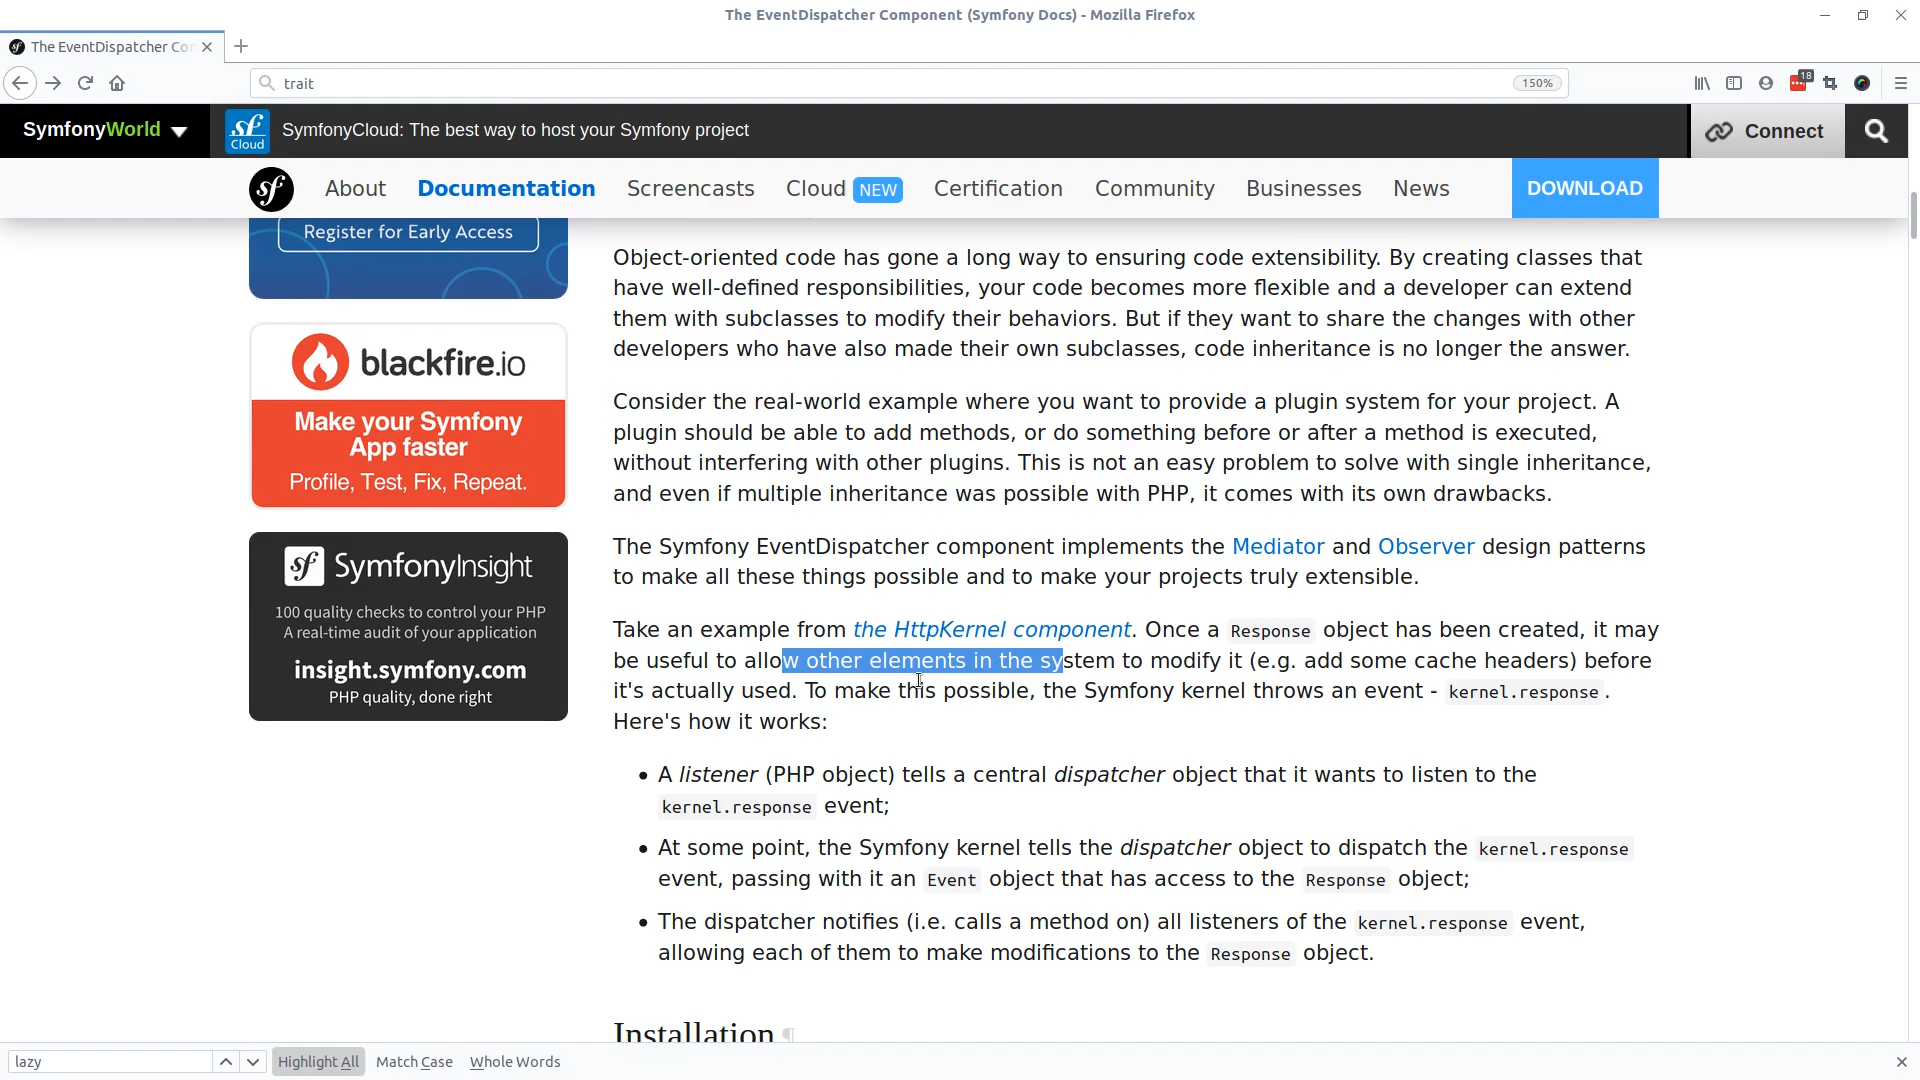 The EventDispatcher Component (Symfony Docs) - Mozilla Firefox
The EventDispatcher Co
trait
150%
18
SymfonyWorld
Cloud
SymfonyCloud: The best way to host your Symfony project
Connect
About
Documentation
Screencasts
Cloud NEW
Certification
Community
Businesses
News
DOWNLOAD
Register for Early Access
blackfire.io
Make your Symfony
App faster
Profile, Test, Fix, Repeat.
SymfonyInsight
100 quality checks to control your PHP
A real-time audit of your application
insight.symfony.com
PHP quality, done right
Object-oriented code has gone a long way to ensuring code extensibility. By creating classes that
have well-defined responsibilities, your code becomes more flexible and a developer can extend
them with subclasses to modify their behaviors. But if they want to share the changes with other
developers who have also made their own subclasses, code inheritance is no longer the answer.
Consider the real-world example where you want to provide a plugin system for your project. A
plugin should be able to add methods, or do something before or after a method is executed,
without interfering with other plugins. This is not an easy problem to solve with single inheritance,
and even if multiple inheritance was possible with PHP, it comes with its own drawbacks.
The Symfony EventDispatcher component implements the Mediator and Observer design patterns
to make all these things possible and to make your projects truly extensible.
Take an example from the HttpKernel component. Once a Response object has been created, it may
be useful to allow other elements in the system to modify it (e.g. add some cache headers) before
it's actually used. To make this possible, the Symfony kernel throws an event - kernel.response.
Here's how it works:
• A listener (PHP object) tells a central dispatcher object that it wants to listen to the
kernel.response event;
• At some point, the Symfony kernel tells the dispatcher object to dispatch the kernel.response
event, passing with it an Event object that has access to the Response object;
• The dispatcher notifies (i.e. calls a method on) all listeners of the kernel.response event,
allowing each of them to make modifications to the Response object.
Installation ¶
lazy
Highlight All
Match Case
Whole Words